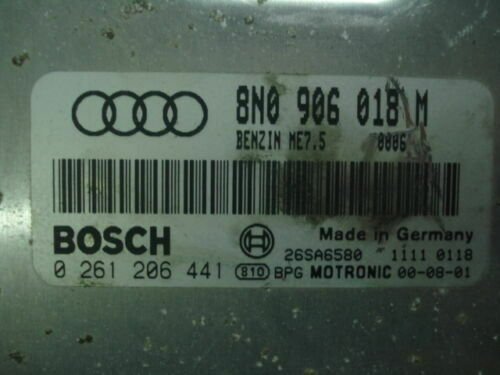 8N0 906 018 M
BENZIN ME7.5 0006
BOSCH Made in Germany
26SA6580 1111 0118
0 261 206 441 810 BPG MOTRONIC 00-08-01